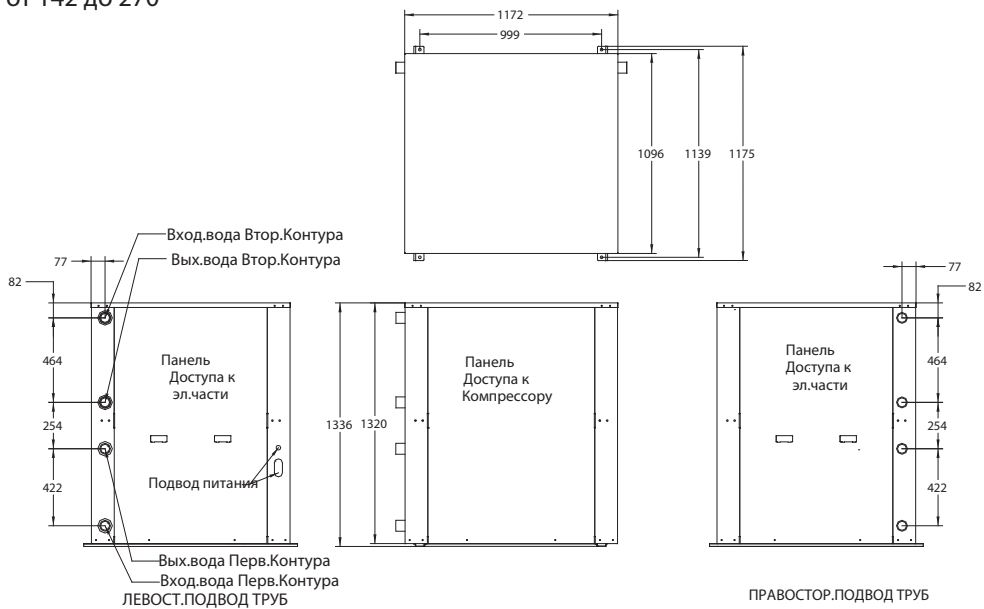 от 142 до 270
1172
999
1096
1139
1175
Вход.вода Втор.Контура
Вых.вода Втор.Контура
77
82
464
254
422
Панель
Доступа к
эл.части
Подвод питания
Вых.вода Перв.Контура
Вход.вода Перв.Контура
ЛЕВОСТ.ПОДВОД ТРУБ
1336
1320
Панель
Доступа к
Компрессору
Панель
Доступа к
эл.части
77
82
464
254
422
ПРАВОСТОР.ПОДВОД ТРУБ